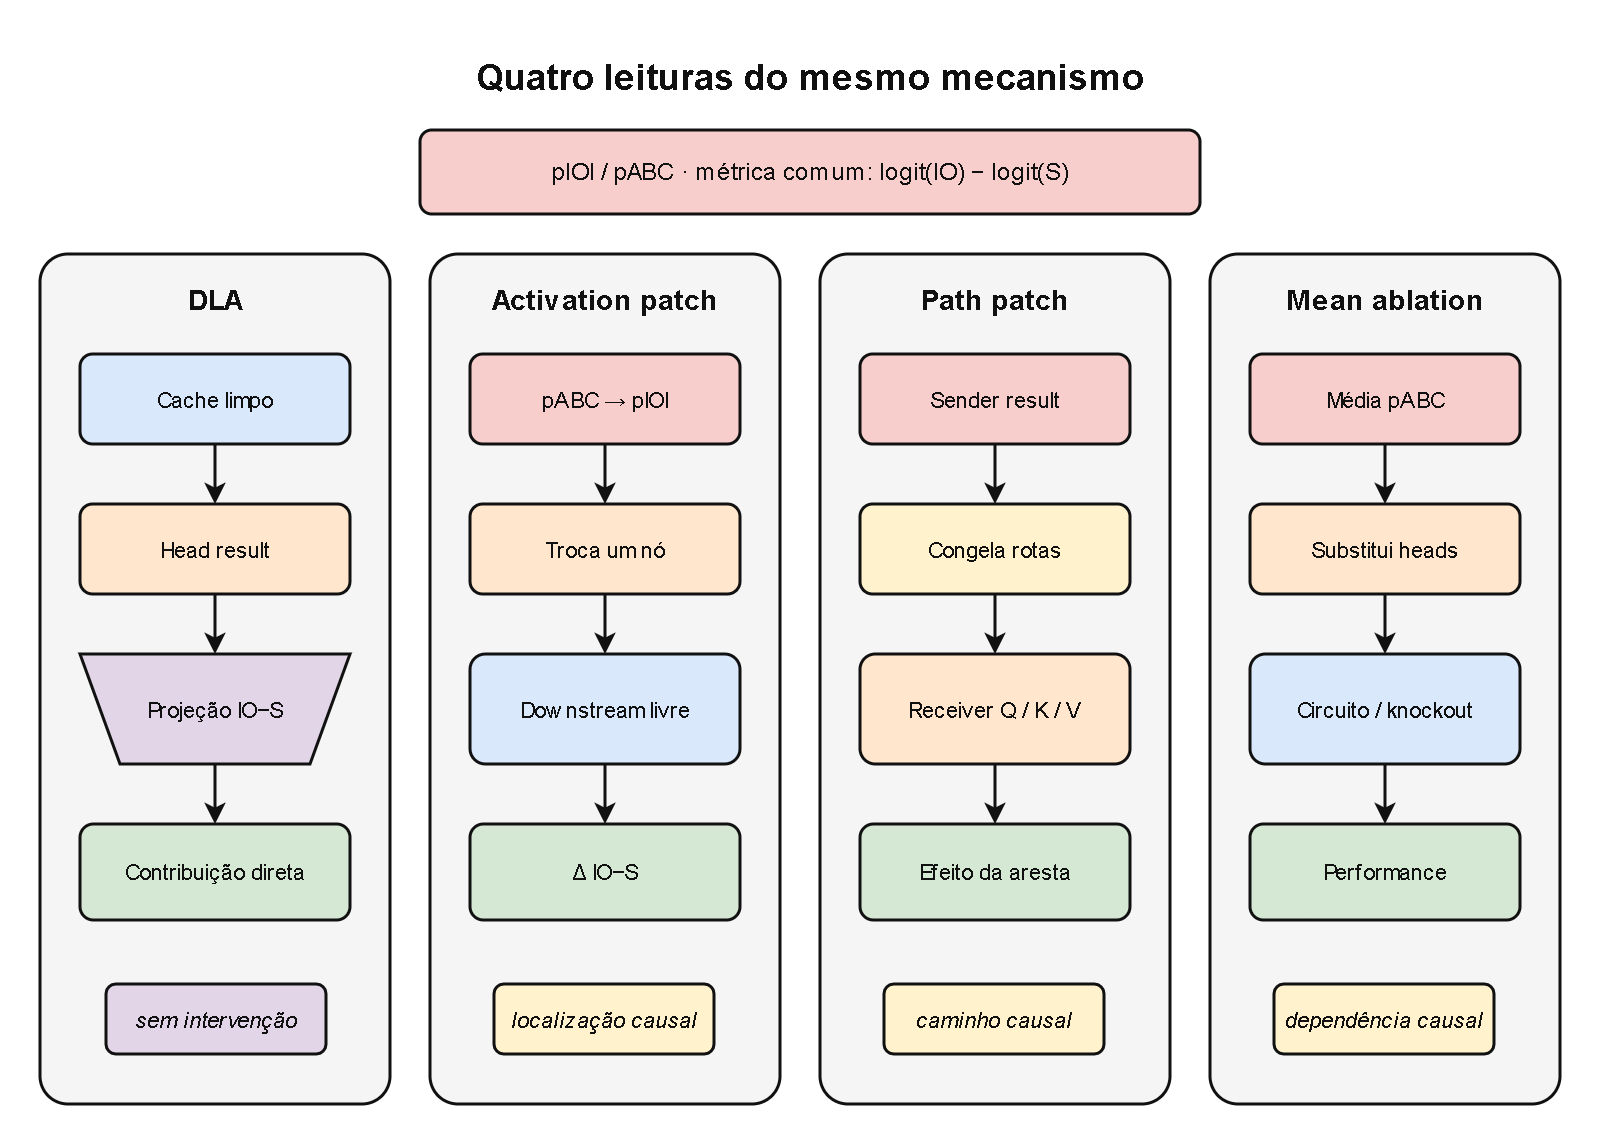 Quatro leituras do mesmo mecanismo
pIOI / pABC · métrica comum: logit(IO) − logit(S)
DLA
Cache limpo
Head result
Projeção IO−S
Contribuição direta
sem intervenção
Activation patch
pABC → pIOI
Troca um nó
Downstream livre
Δ IO−S
localização causal
Path patch
Sender result
Congela rotas
Receiver Q / K / V
Efeito da aresta
caminho causal
Mean ablation
Média pABC
Substitui heads
Circuito / knockout
Performance
dependência causal